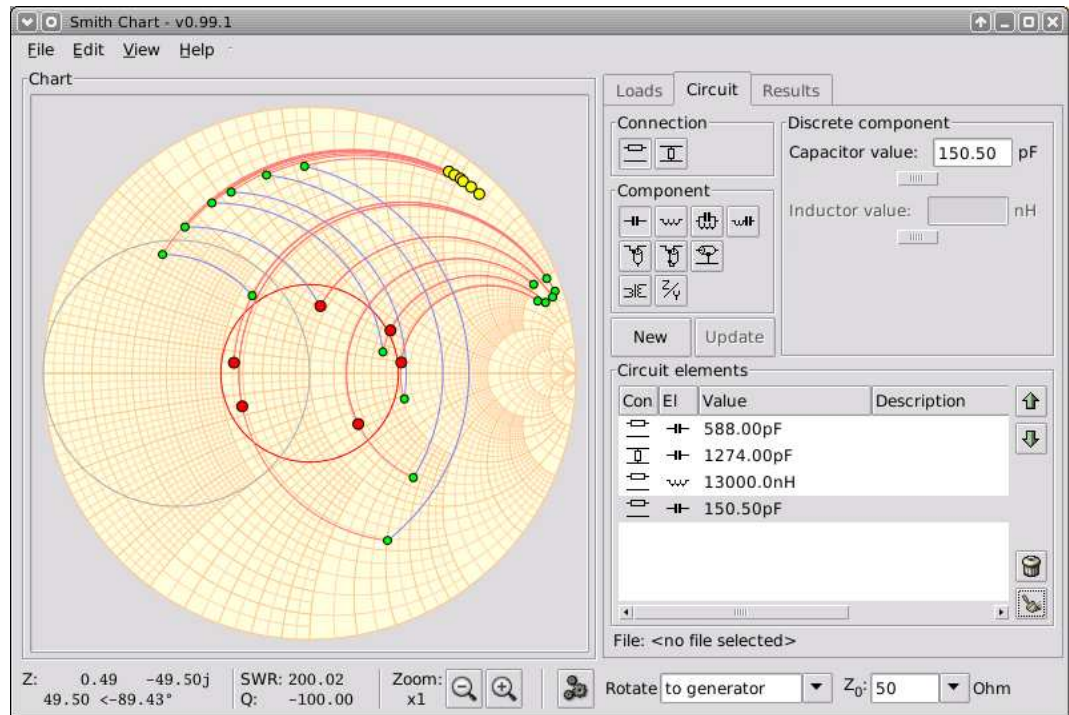 Smith Chart - v0.99.1
File Edit View Help
Chart
Loads Circuit Results
Connection
Discrete component
Capacitor value: 150.50 pF
Component
Inductor value: nH
Z/Y
New Update
Circuit elements
Con El Value Description
588.00pF
1274.00pF
13000.0nH
150.50pF
File: <no file selected>
Z: 0.49 -49.50j
49.50 <-89.43°
SWR: 200.02
Q: -100.00
Zoom:
x1
Rotate to generator Z0: 50 Ohm